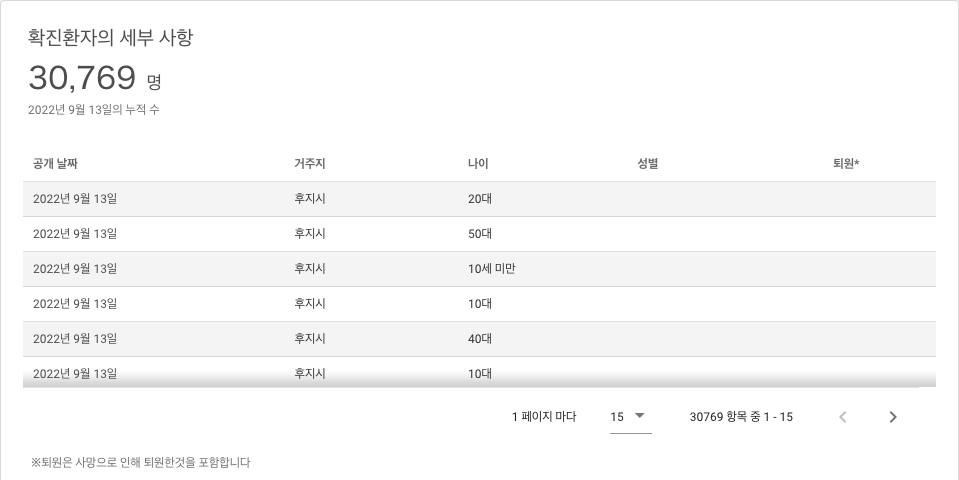 확진환자의 세부 사항
30,769 명
2022년 9월 13일의 누적 수
공개 날짜 거주지 나이 성별 퇴원*
2022년 9월 13일 후지시 20대
2022년 9월 13일 후지시 50대
2022년 9월 13일 후지시 10세 미만
2022년 9월 13일 후지시 10대
2022년 9월 13일 후지시 40대
2022년 9월 13일 후지시 10대
1 페이지 마다 15 30769 항목 중 1 - 15
※퇴원은 사망으로 인해 퇴원한것을 포함합니다